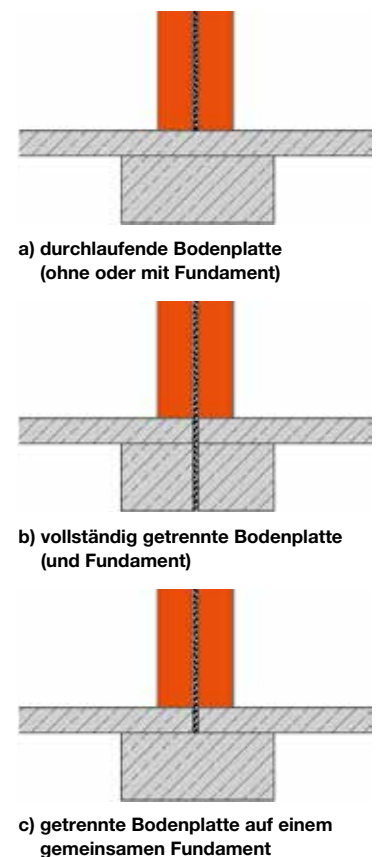 a) durchlaufende Bodenplatte
(ohne oder mit Fundament)
b) vollständig getrennte Bodenplatte
(und Fundament)
c) getrennte Bodenplatte auf einem
gemeinsamen Fundament